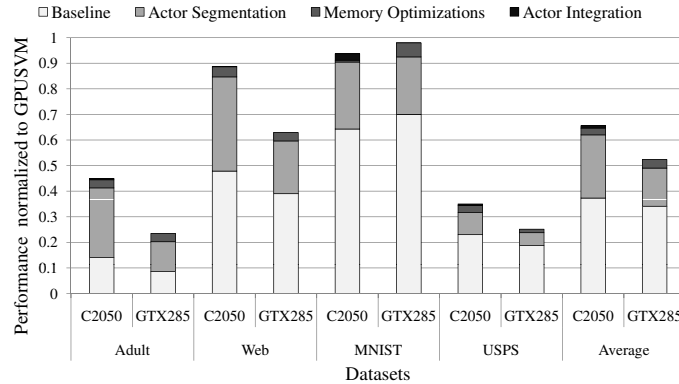 Baseline Actor Segmentation Memory Optimizations Actor Integration
Performance normalized to GPUSVM
1
0.9
0.8
0.7
0.6
0.5
0.4
0.3
0.2
0.1
0
C2050 GTX285 C2050 GTX285 C2050 GTX285 C2050 GTX285 C2050 GTX285
Adult Web MNIST USPS Average
Datasets